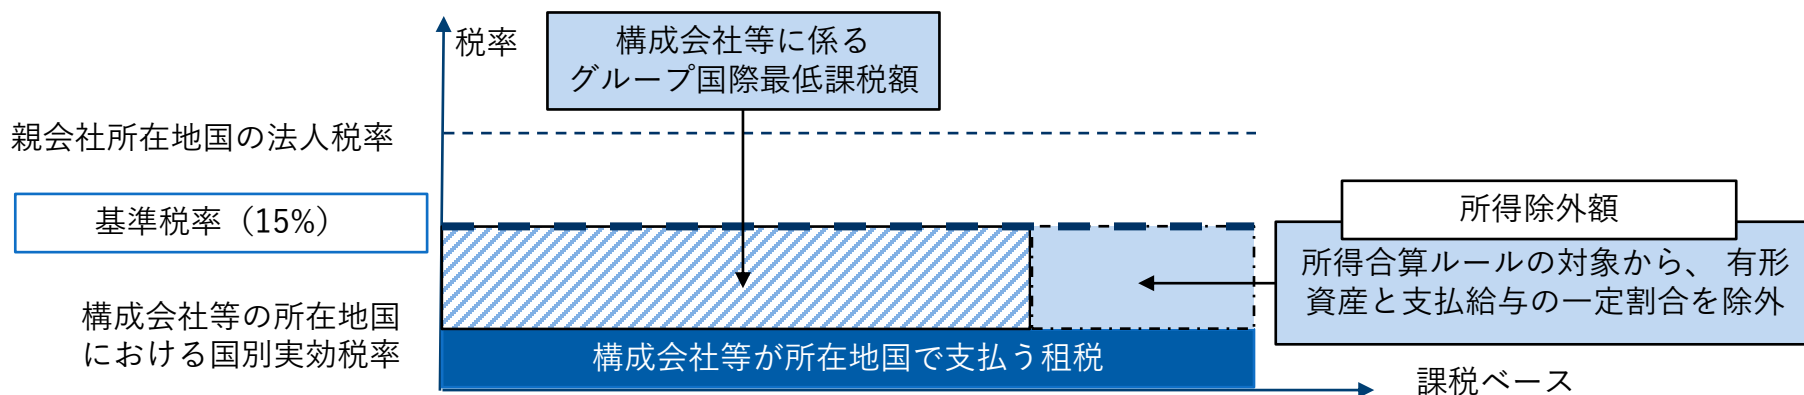 税率
構成会社等に係る
グループ国際最低課税額
親会社所在地国の法人税率
基準税率（15%）
所得除外額
所得合算ルールの対象から、 有形
資産と支払給与の一定割合を除外
構成会社等の所在地国
における国別実効税率
構成会社等が所在地国で支払う租税
課税ベース